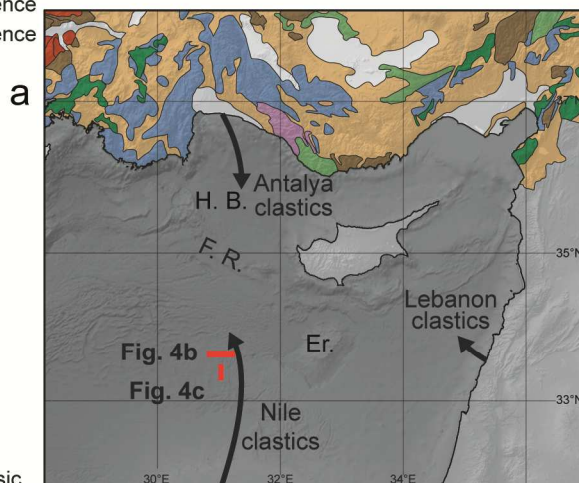 ence
ence
a
Antalya
H. B. clastics
F. R.
35°N
Lebanon
clastics
Er.
Fig. 4b
Fig. 4c
33°N
Nile
clastics
sic
30°E 32°E 34°E